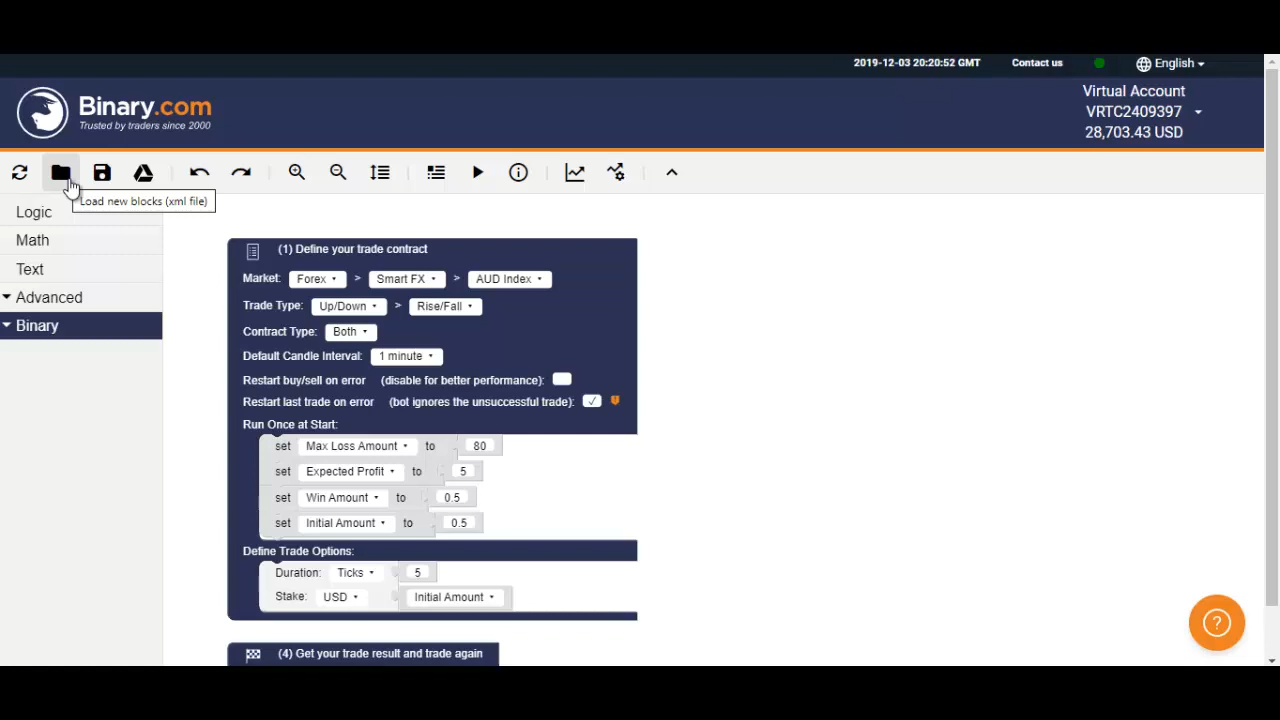 2019-12-03 20:20:52 GMT Contact us English
Binary.com
Trusted by traders since 2000
Virtual Account
VRTC2409397
28,703.43 USD
Load new blocks (xml file)
Logic
Math
Text
Advanced
Binary
(1) Define your trade contract
Market: Forex > Smart FX > AUD Index
Trade Type: Up/Down > Rise/Fall
Contract Type: Both
Default Candle Interval: 1 minute
Restart buy/sell on error (disable for better performance):
Restart last trade on error (bot ignores the unsuccessful trade): ✓
Run Once at Start:
set Max Loss Amount to 80
set Expected Profit to 5
set Win Amount to 0.5
set Initial Amount to 0.5
Define Trade Options:
Duration: Ticks 5
Stake: USD Initial Amount
(4) Get your trade result and trade again
?